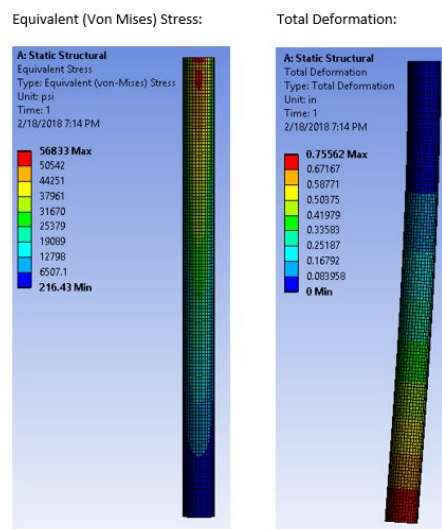 Equivalent (Von Mises) Stress:
A: Static Structural
Equivalent Stress
Type: Equivalent (von-Mises) Stress
Unit: psi
Time: 1
2/18/2018 7:14 PM
56833 Max
50542
44251
37961
31670
25379
19089
12798
6507.1
216.43 Min
Total Deformation:
A: Static Structural
Total Deformation
Type: Total Deformation
Unit: in
Time: 1
2/18/2018 7:14 PM
0.75562 Max
0.67167
0.58771
0.50375
0.41979
0.33583
0.25187
0.16792
0.083958
0 Min